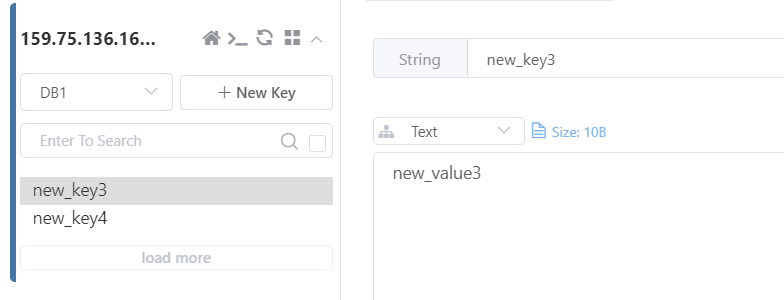 159.75.136.16...
DB1
+ New Key
Enter To Search
new_key3
new_key4
load more
String
new_key3
Text
Size: 10B
new_value3